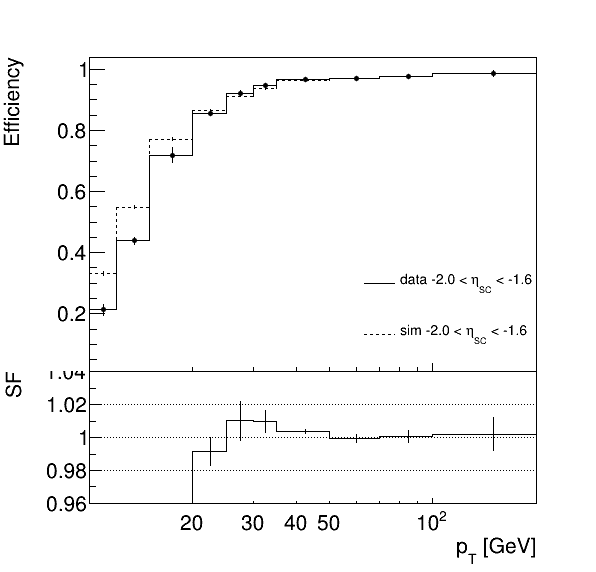 Efficiency
1
0.8
0.6
0.4
0.2
data -2.0 < η_SC < -1.6
sim -2.0 < η_SC < -1.6
SF
1.04
1.02
1
0.98
0.96
20 30 40 50 10²
p_T [GeV]